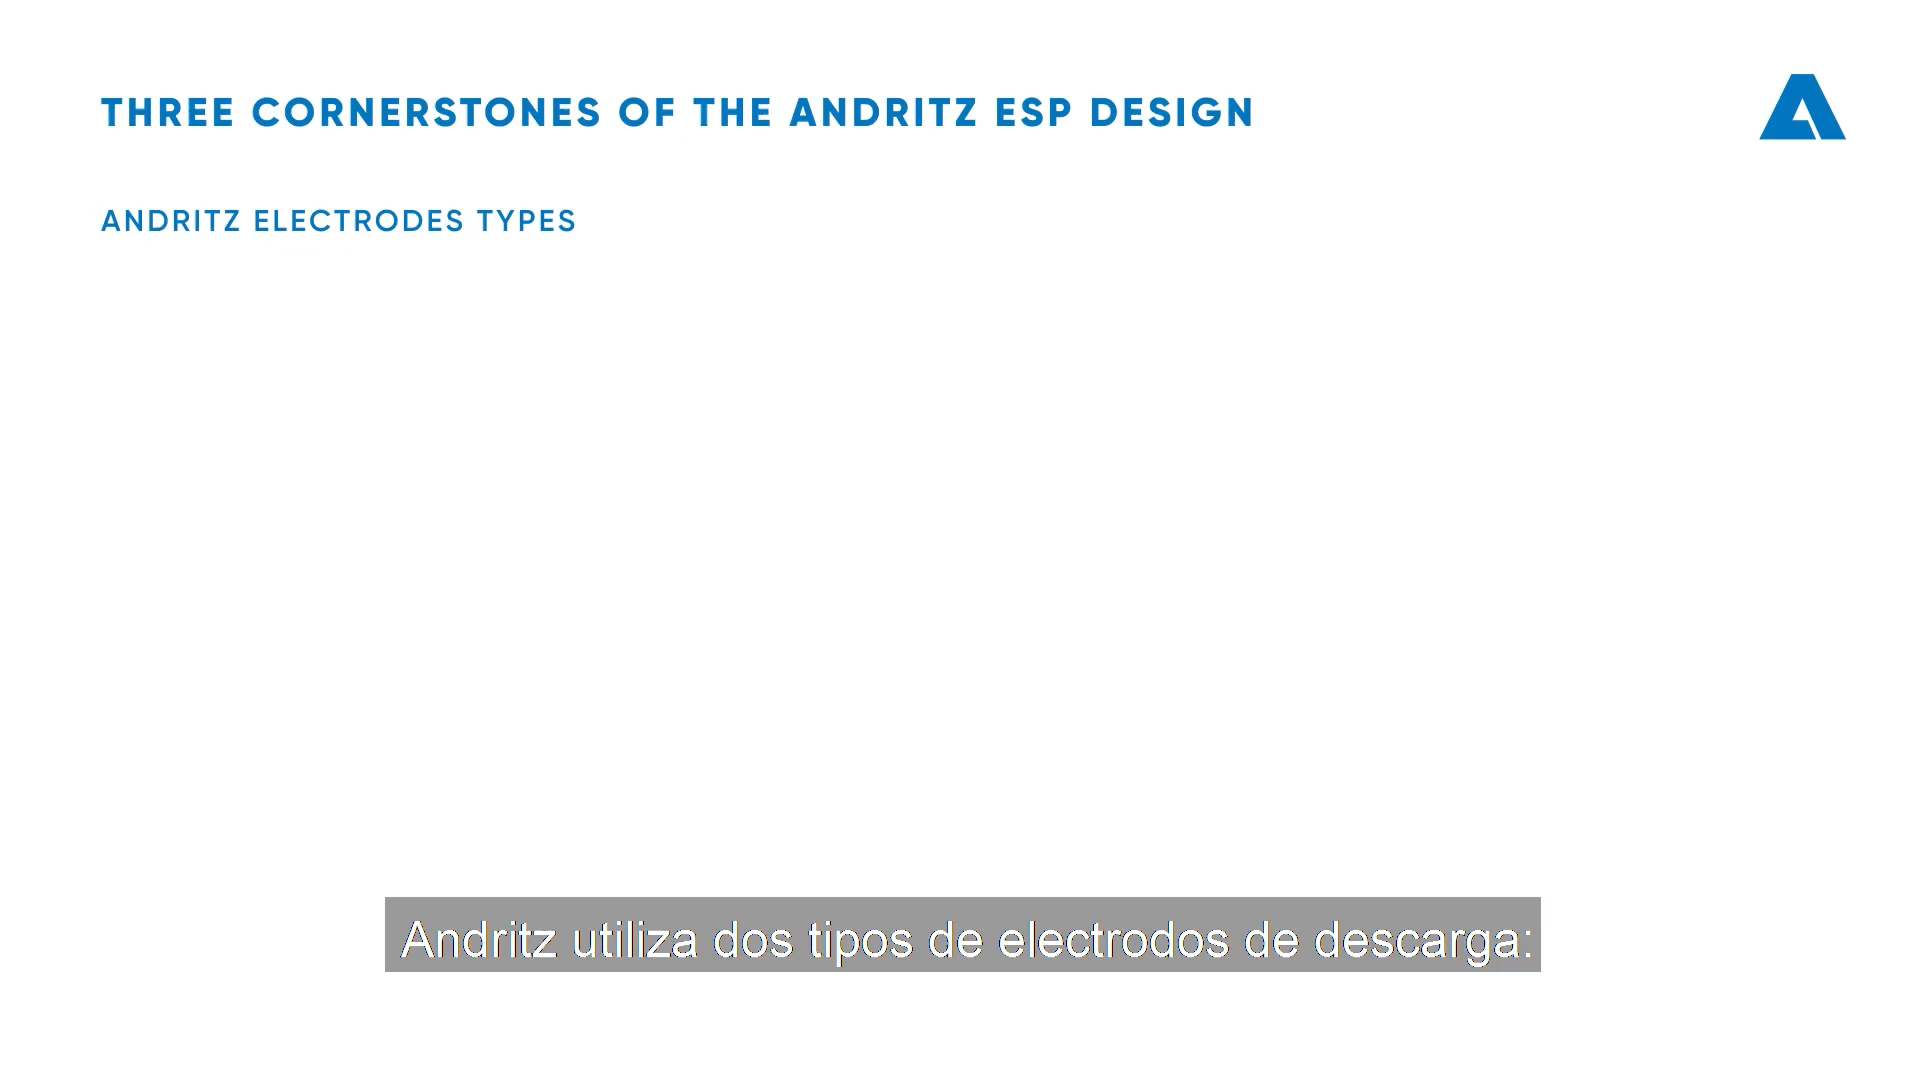 THREE CORNERSTONES OF THE ANDRITZ ESP DESIGN
ANDRITZ ELECTRODES TYPES
Andritz utiliza dos tipos de electrodos de descarga: